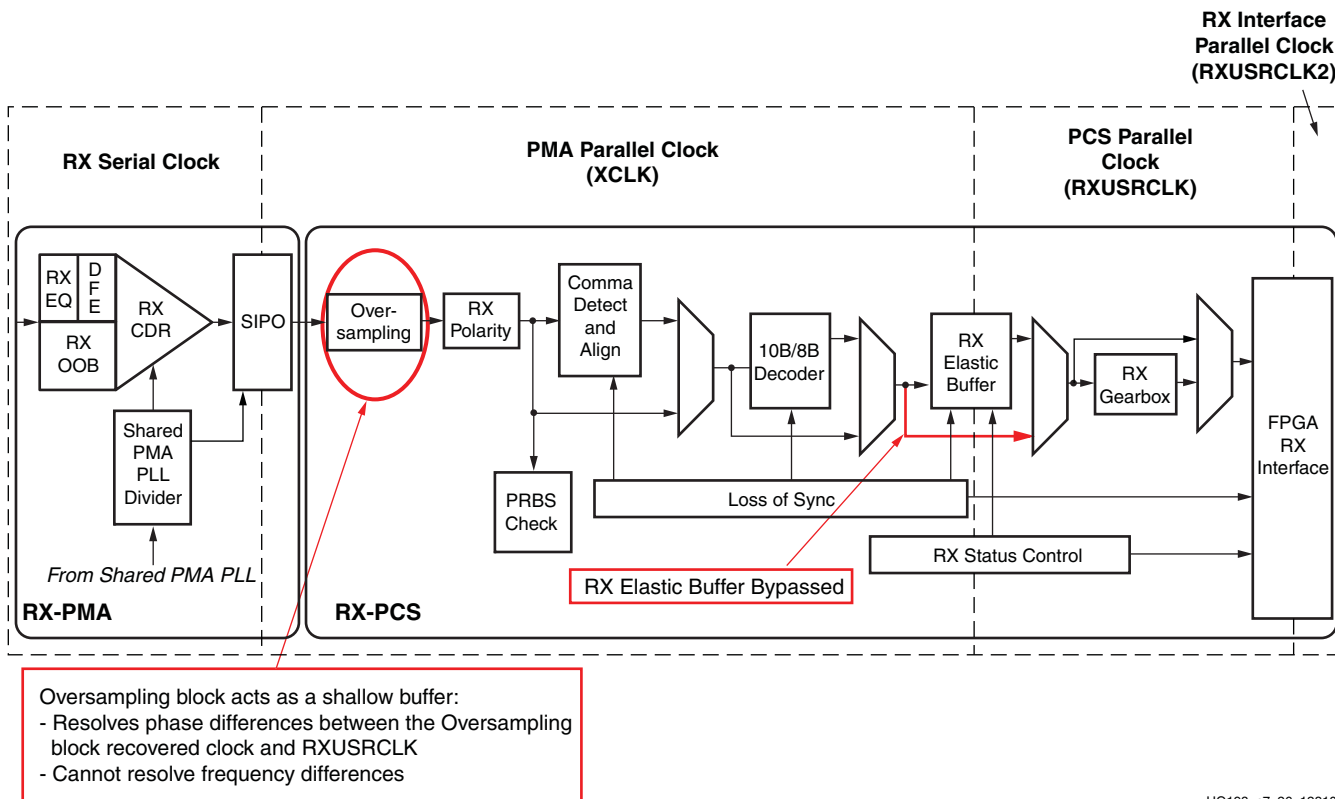 RX Interface
Parallel Clock
(RXUSRCLK2)
RX Serial Clock
PMA Parallel Clock
(XCLK)
PCS Parallel
Clock
(RXUSRCLK)
RX
EQ
D
F
E
RX
OOB
RX
CDR
SIPO
Shared
PMA
PLL
Divider
From Shared PMA PLL
RX-PMA
Over-
sampling
RX
Polarity
Comma
Detect
and
Align
PRBS
Check
10B/8B
Decoder
RX
Elastic
Buffer
RX
Gearbox
FPGA
RX
Interface
Loss of Sync
RX Status Control
RX Elastic Buffer Bypassed
RX-PCS
Oversampling block acts as a shallow buffer:
- Resolves phase differences between the Oversampling
block recovered clock and RXUSRCLK
- Cannot resolve frequency differences